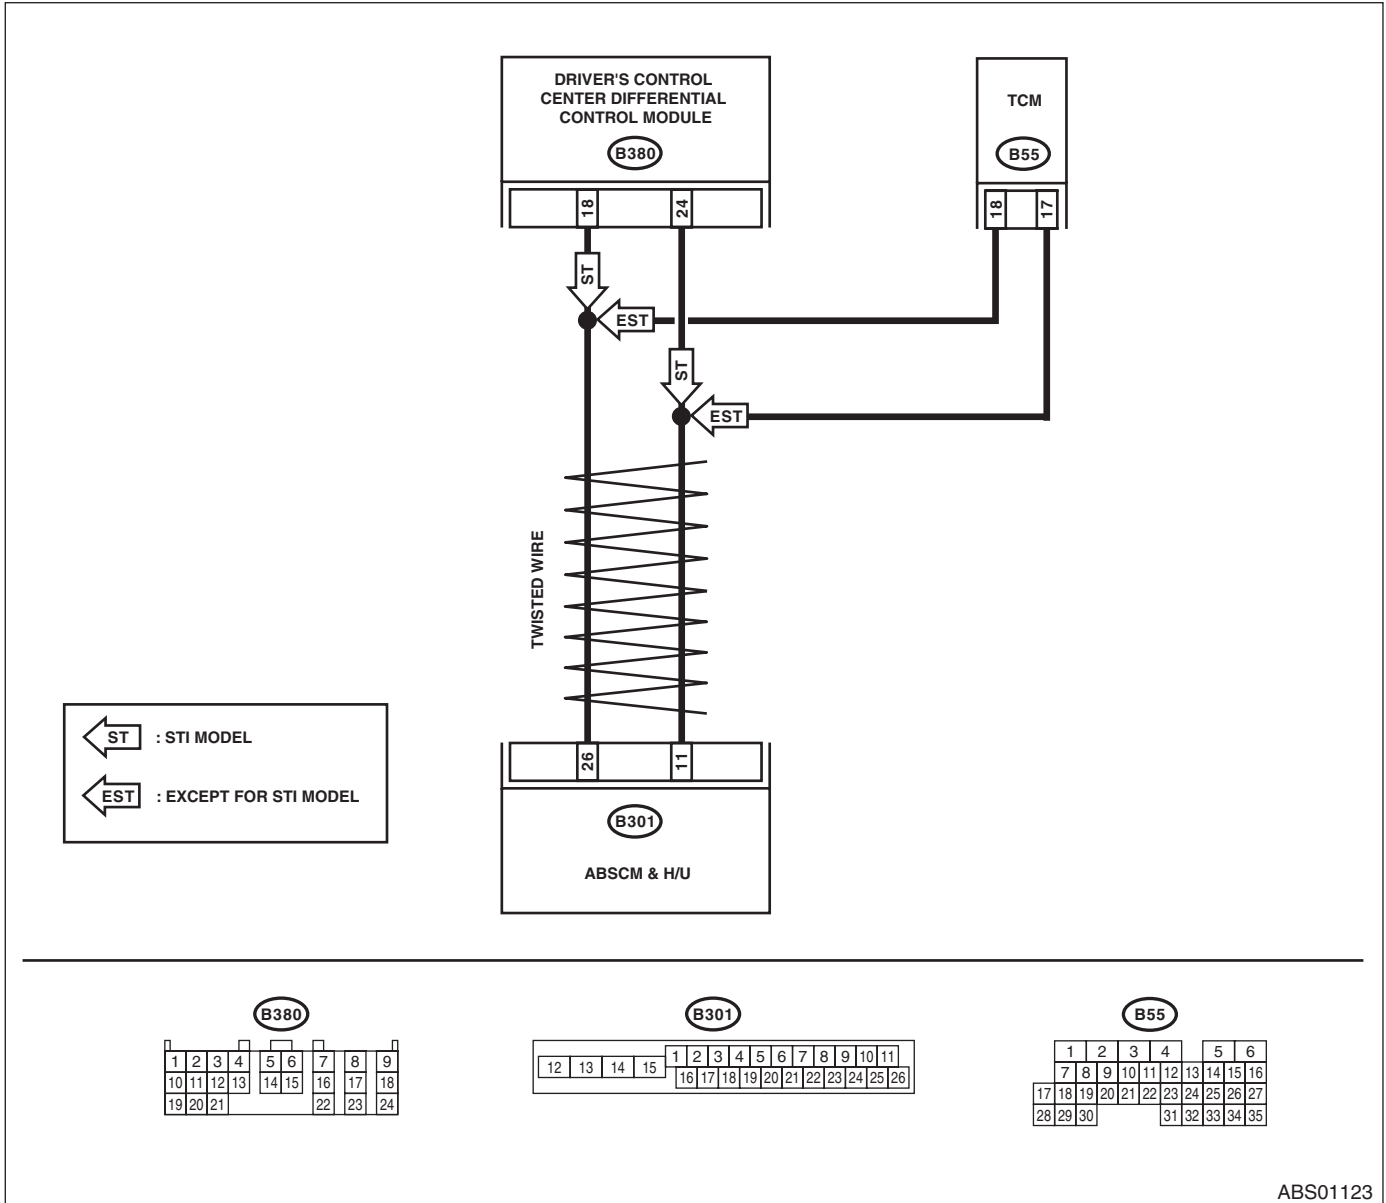 DRIVER'S CONTROL
CENTER DIFFERENTIAL
CONTROL MODULE
B380
TCM
B55
18 24
18 17
ST
EST
ST
EST
TWISTED WIRE
26 11
B301
ABSCM & H/U
ST : STI MODEL
EST : EXCEPT FOR STI MODEL
B380
1 2 3 4 5 6 7 8 9
10 11 12 13 14 15 16 17 18
19 20 21 22 23 24
B301
1 2 3 4 5 6 7 8 9 10 11
12 13 14 15
16 17 18 19 20 21 22 23 24 25 26
B55
1 2 3 4 5 6
7 8 9 10 11 12 13 14 15 16
17 18 19 20 21 22 23 24 25 26 27
28 29 30 31 32 33 34 35
ABS01123